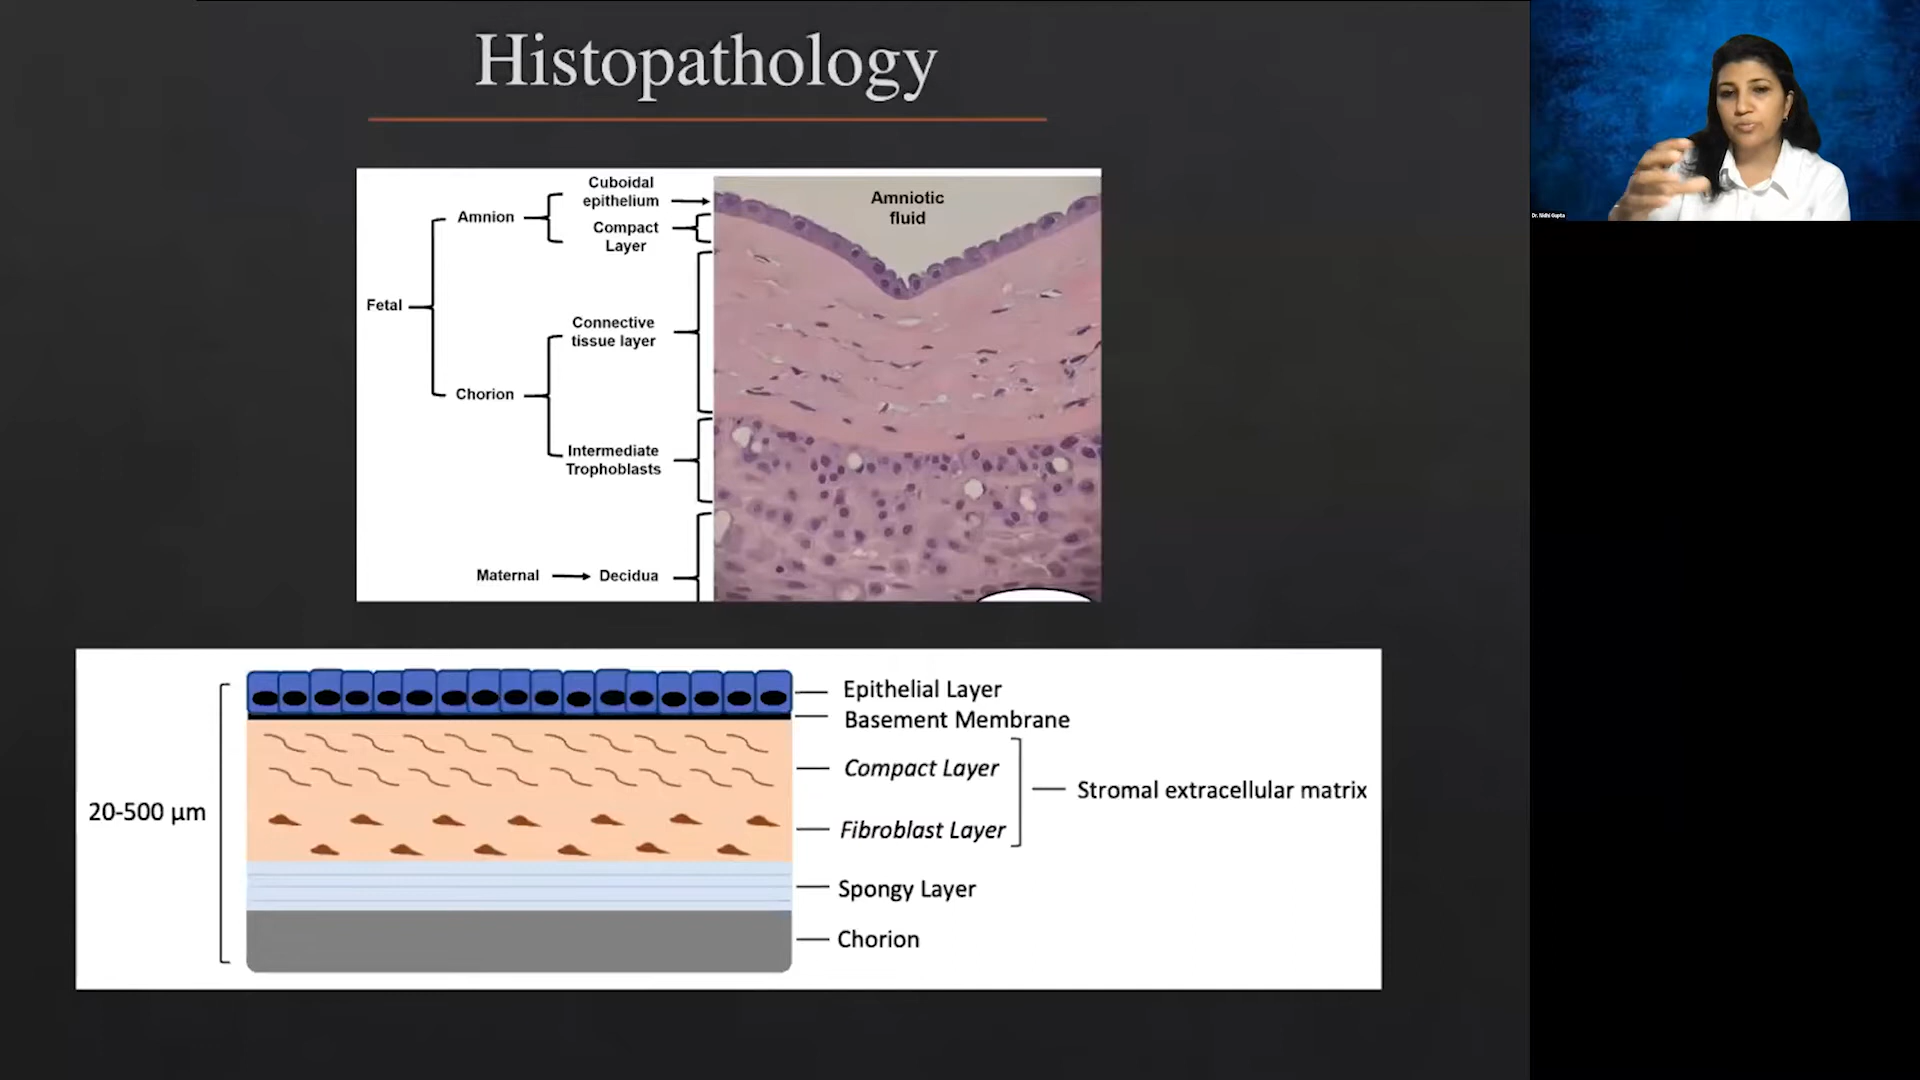 Histopathology
Cuboidal
epithelium
Amniotic
fluid
Amnion
Compact
Layer
Fetal
Connective
tissue layer
Chorion
Intermediate
Trophoblasts
Maternal
Decidua
Epithelial Layer
Basement Membrane
Compact Layer
Stromal extracellular matrix
20-500 µm
Fibroblast Layer
Spongy Layer
Chorion
Dr. Nidhi Gupta